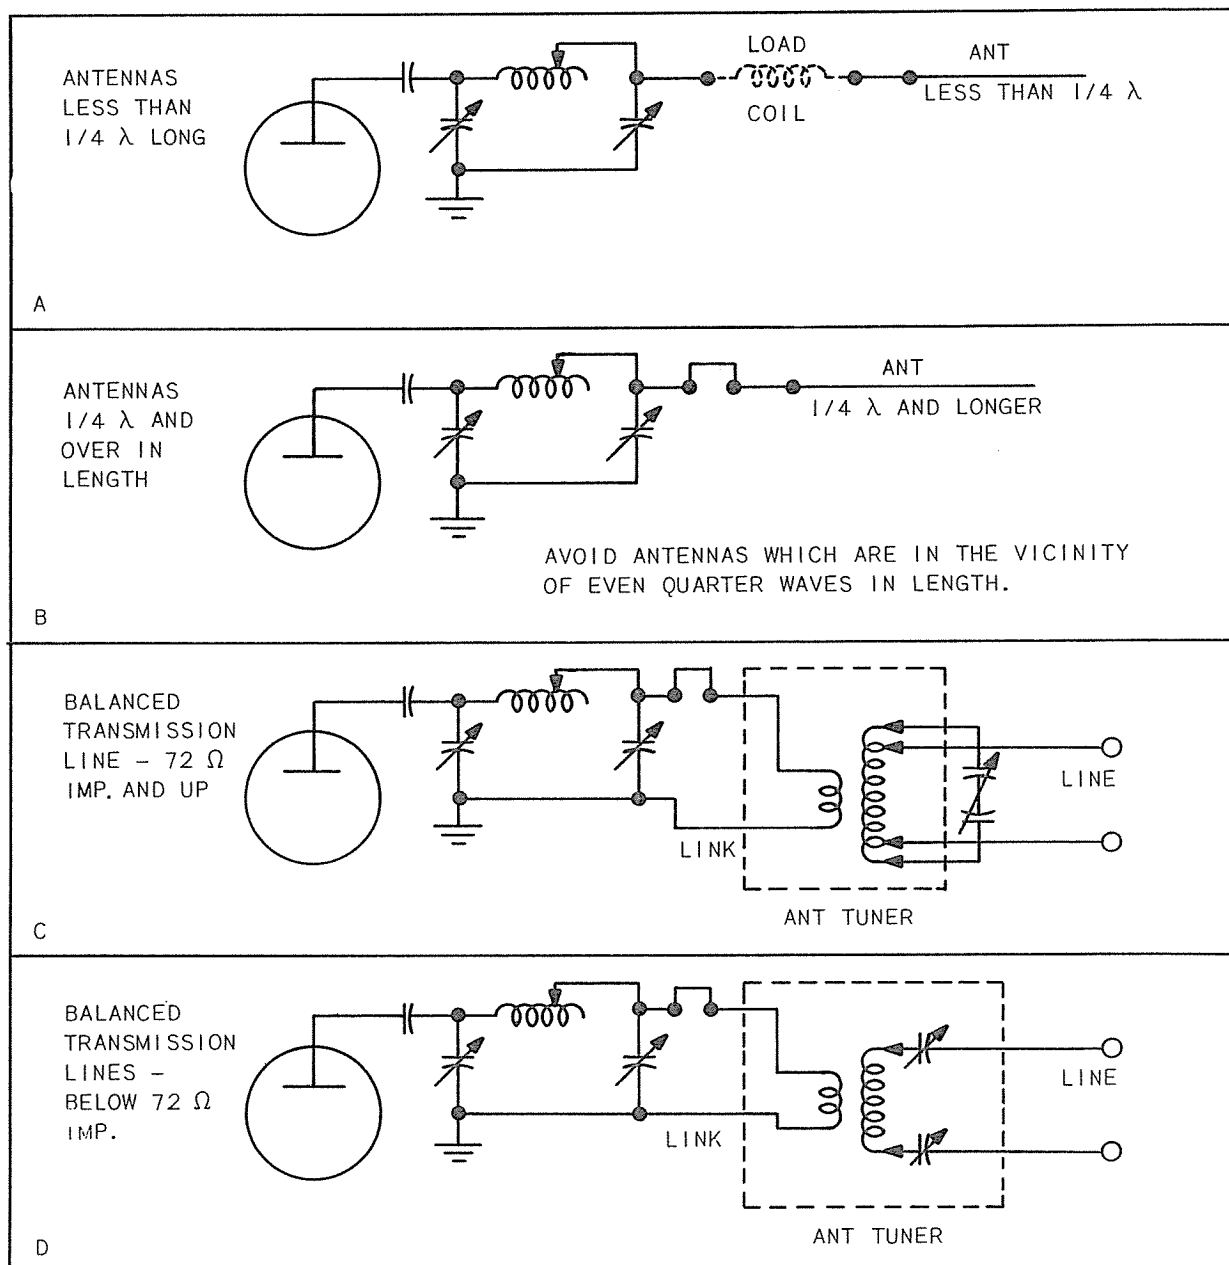 ANTENNAS
LESS THAN
1/4 λ LONG
LOAD
COIL
ANT
LESS THAN 1/4 λ
A
ANTENNAS
1/4 λ AND
OVER IN
LENGTH
ANT
1/4 λ AND LONGER
AVOID ANTENNAS WHICH ARE IN THE VICINITY
OF EVEN QUARTER WAVES IN LENGTH.
B
BALANCED
TRANSMISSION
LINE – 72 Ω
IMP. AND UP
LINK
LINE
ANT TUNER
C
BALANCED
TRANSMISSION
LINES –
BELOW 72 Ω
IMP.
LINK
LINE
ANT TUNER
D